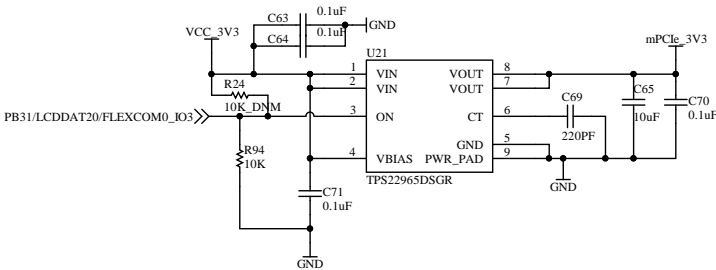 C63
0.1uF
VCC_3V3
GND
C64
0.1uF
mPCIe_3V3
U21
1
VIN
VOUT
8
2
VIN
VOUT
7
R24
10K_DNM
C65
10uF
C70
0.1uF
C69
220PF
PB31/LCDDAT20/FLEXCOM0_IO3
3
ON
CT
6
GND
5
R94
10K
4
VBIAS
PWR_PAD
9
TPS22965DSGR
GND
C71
0.1uF
GND